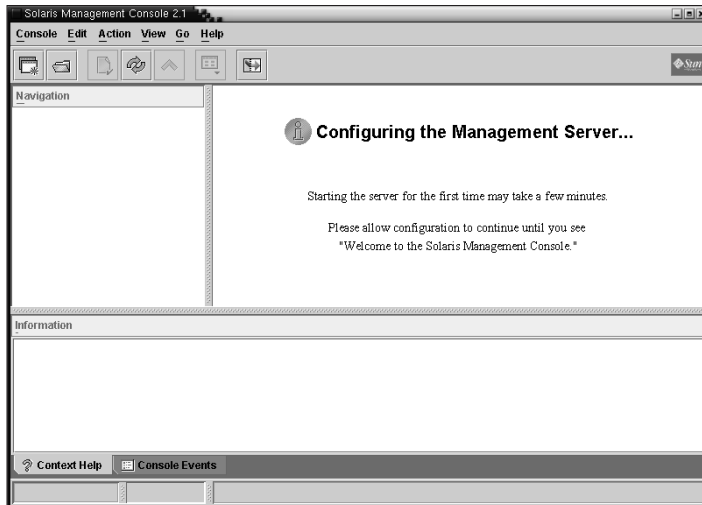 Solaris Management Console 2.1
Console Edit Action View Go Help
Sun
Navigation
Configuring the Management Server...
Starting the server for the first time may take a few minutes.
Please allow configuration to continue until you see
"Welcome to the Solaris Management Console."
Information
Context Help
Console Events